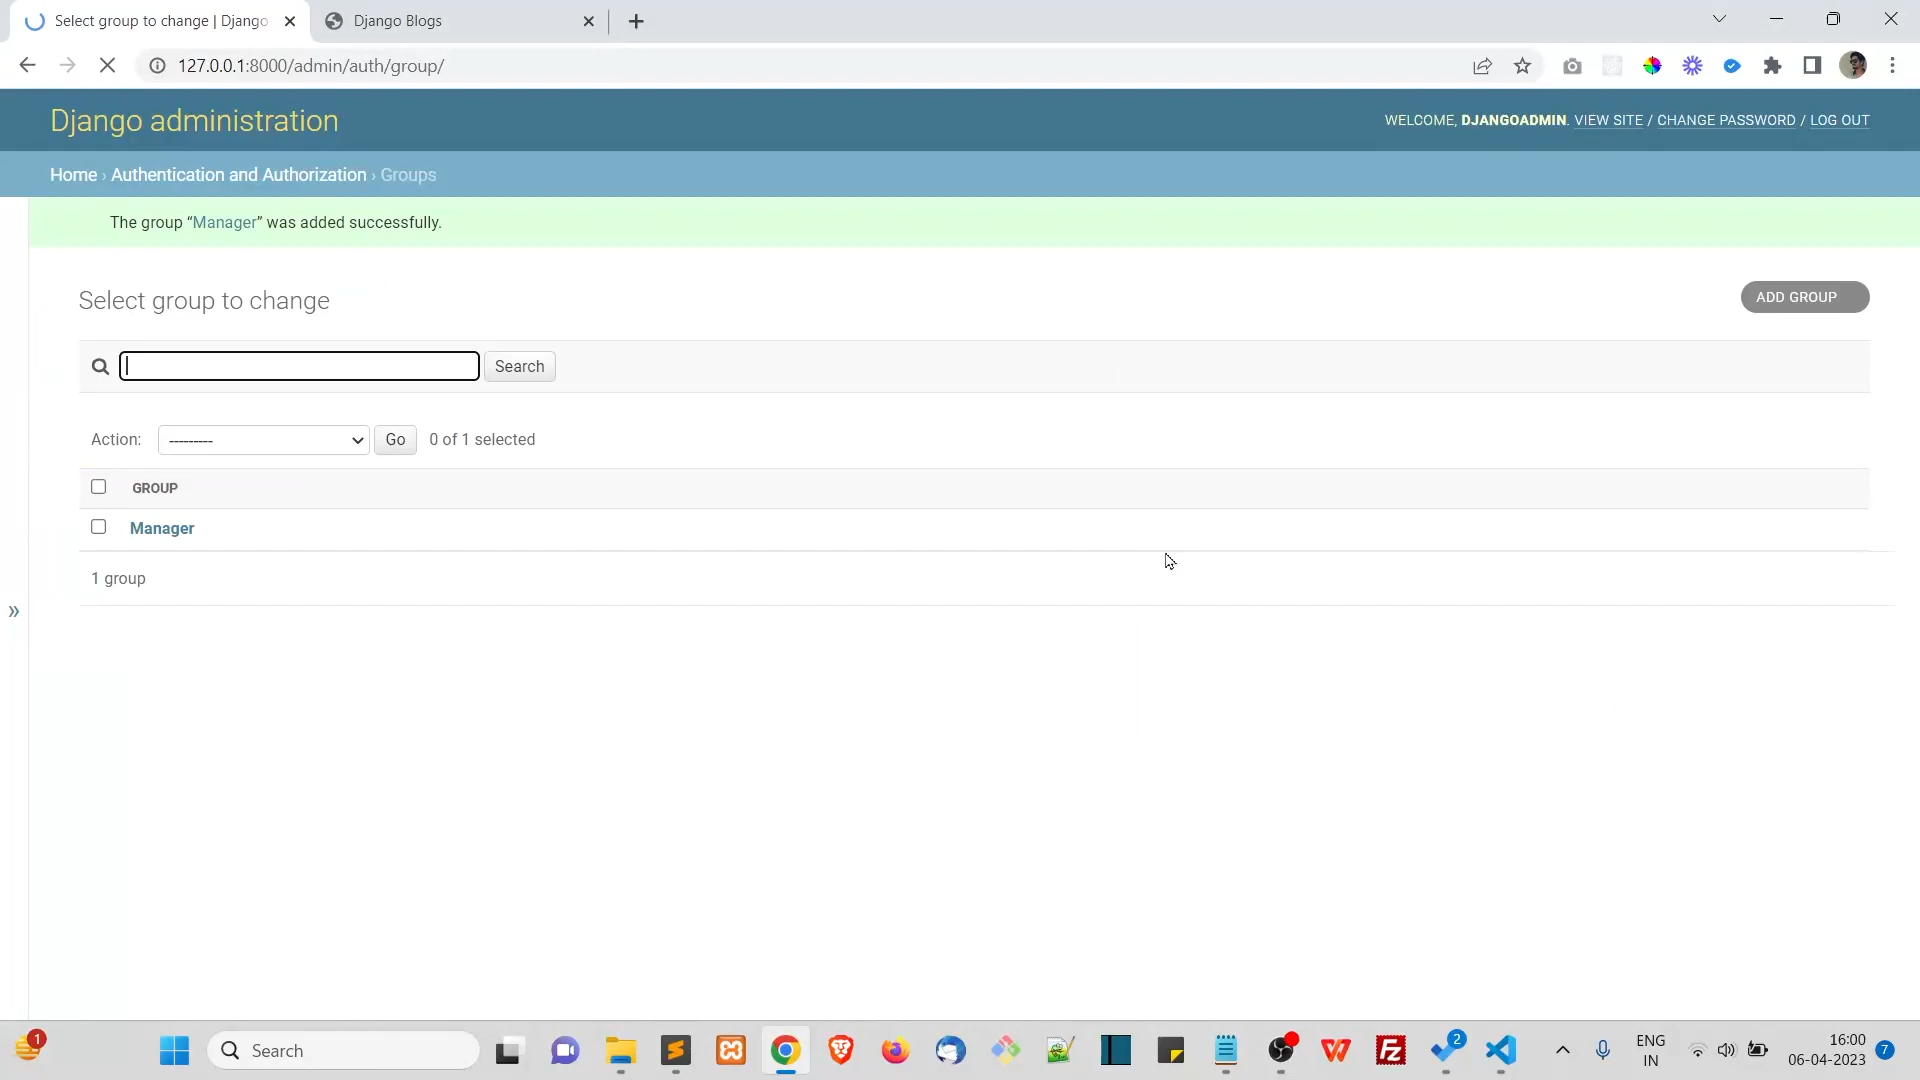 Select group to change | Django
Django Blogs
127.0.0.1:8000/admin/auth/group/
Django administration
WELCOME, DJANGOADMIN. VIEW SITE / CHANGE PASSWORD / LOG OUT
Home › Authentication and Authorization › Groups
The group “Manager” was added successfully.
Select group to change
ADD GROUP
Search
Action: --------- Go 0 of 1 selected
GROUP
Manager
1 group
»
1
Search
2
ENG
IN
16:00
06-04-2023
7